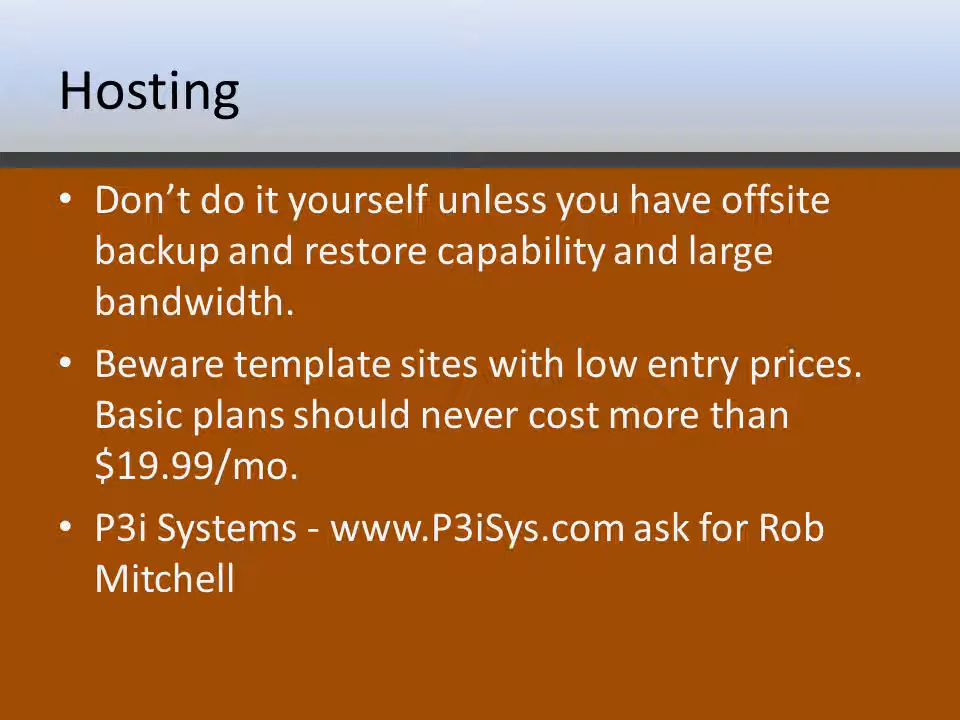 Hosting
• Don’t do it yourself unless you have offsite
backup and restore capability and large
bandwidth.
• Beware template sites with low entry prices.
Basic plans should never cost more than
$19.99/mo.
• P3i Systems - www.P3iSys.com ask for Rob
Mitchell